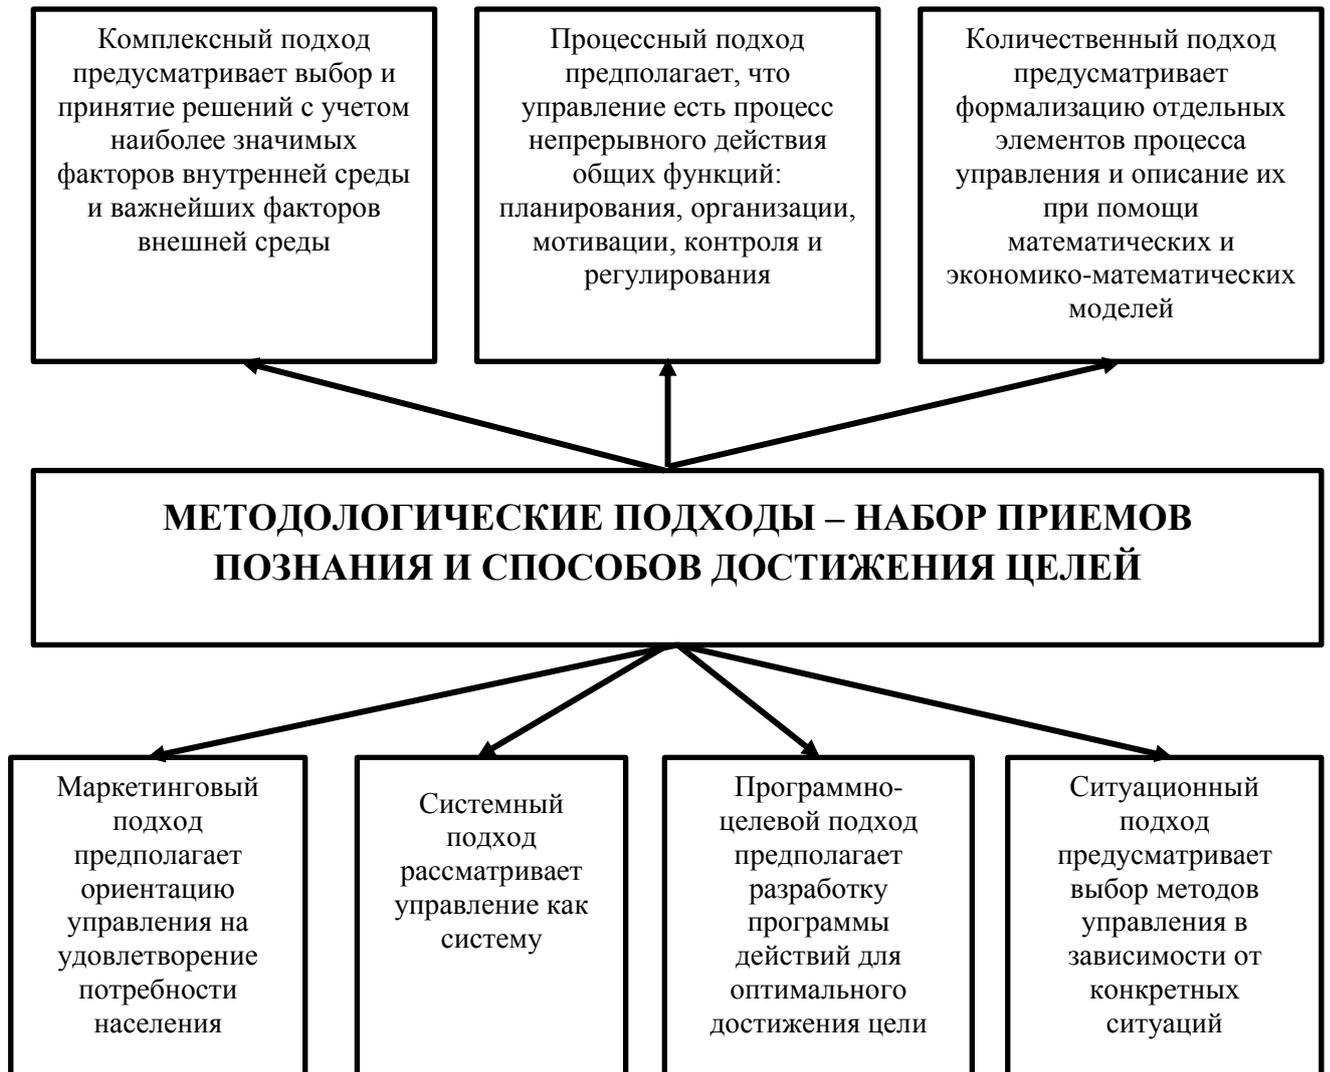 Комплексный подход
предусматривает выбор и
принятие решений с учетом
наиболее значимых
факторов внутренней среды
и важнейших факторов
внешней среды
Процессный подход
предполагает, что
управление есть процесс
непрерывного действия
общих функций:
планирования, организации,
мотивации, контроля и
регулирования
Количественный подход
предусматривает
формализацию отдельных
элементов процесса
управления и описание их
при помощи
математических и
экономико-математических
моделей
МЕТОДОЛОГИЧЕСКИЕ ПОДХОДЫ – НАБОР ПРИЕМОВ
ПОЗНАНИЯ И СПОСОБОВ ДОСТИЖЕНИЯ ЦЕЛЕЙ
Маркетинговый
подход
предполагает
ориентацию
управления на
удовлетворение
потребности
населения
Системный
подход
рассматривает
управление как
систему
Программно-
целевой подход
предполагает
разработку
программы
действий для
оптимального
достижения цели
Ситуационный
подход
предусматривает
выбор методов
управления в
зависимости от
конкретных
ситуаций